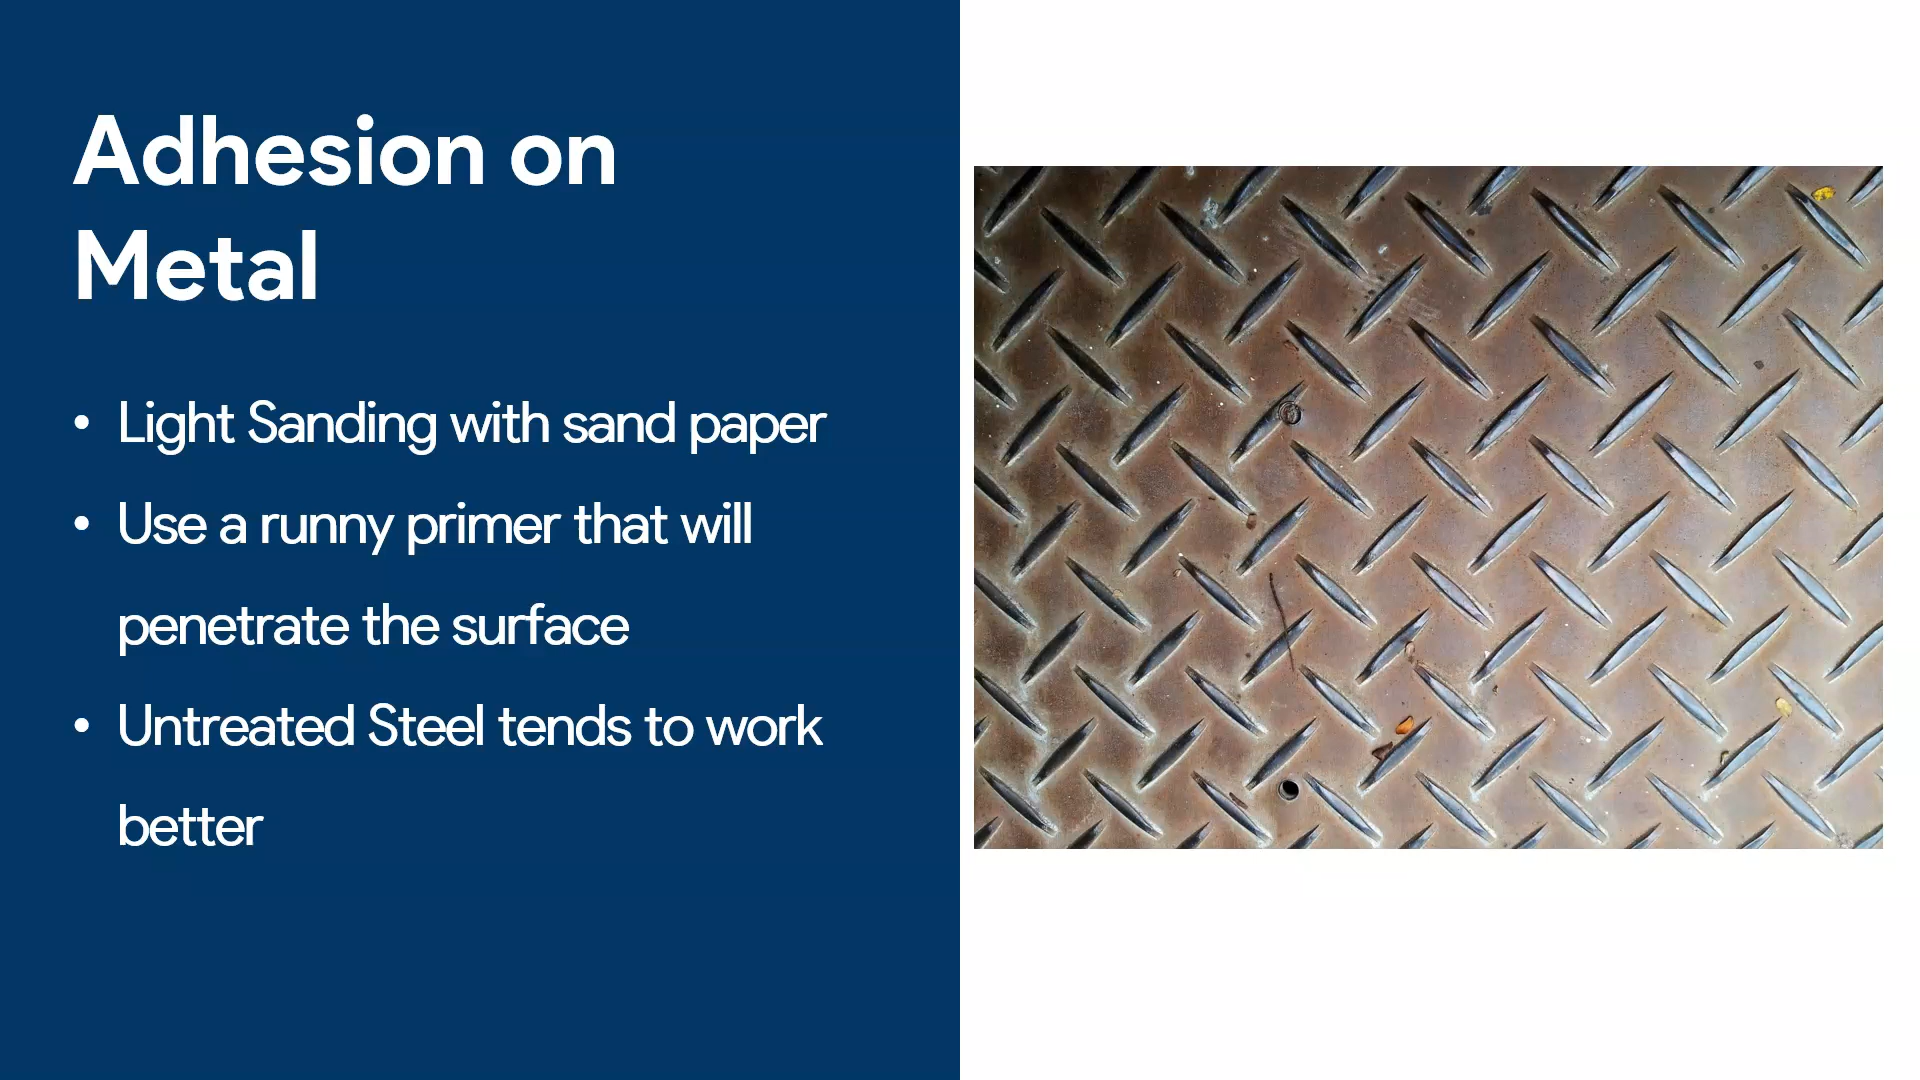 Adhesion on
Metal
• Light Sanding with sand paper
• Use a runny primer that will
penetrate the surface
• Untreated Steel tends to work
better